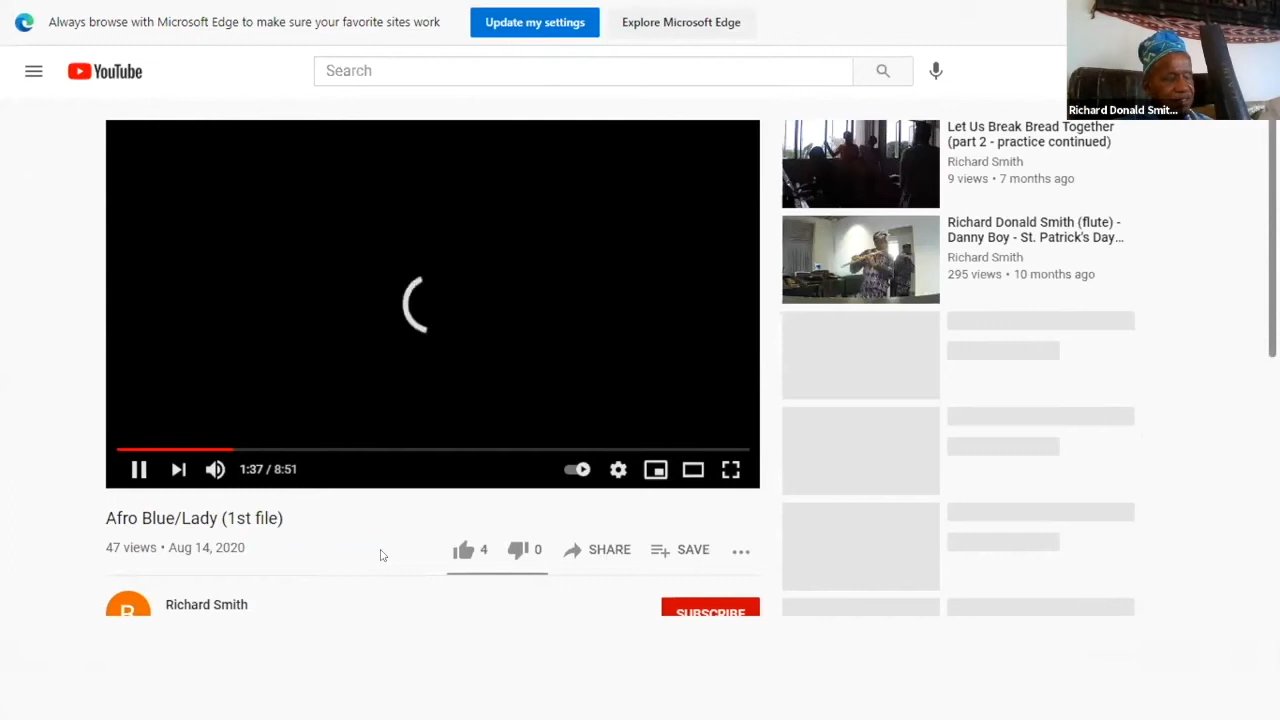 Always browse with Microsoft Edge to make sure your favorite sites work
Update my settings
Explore Microsoft Edge
YouTube
Search
Richard Donald Smit...
Let Us Break Bread Together
(part 2 - practice continued)
Richard Smith
9 views • 7 months ago
Richard Donald Smith (flute) -
Danny Boy - St. Patrick's Day...
Richard Smith
295 views • 10 months ago
1:37 / 8:51
Afro Blue/Lady (1st file)
47 views • Aug 14, 2020
4
0
SHARE
SAVE
R
Richard Smith
SUBSCRIBE